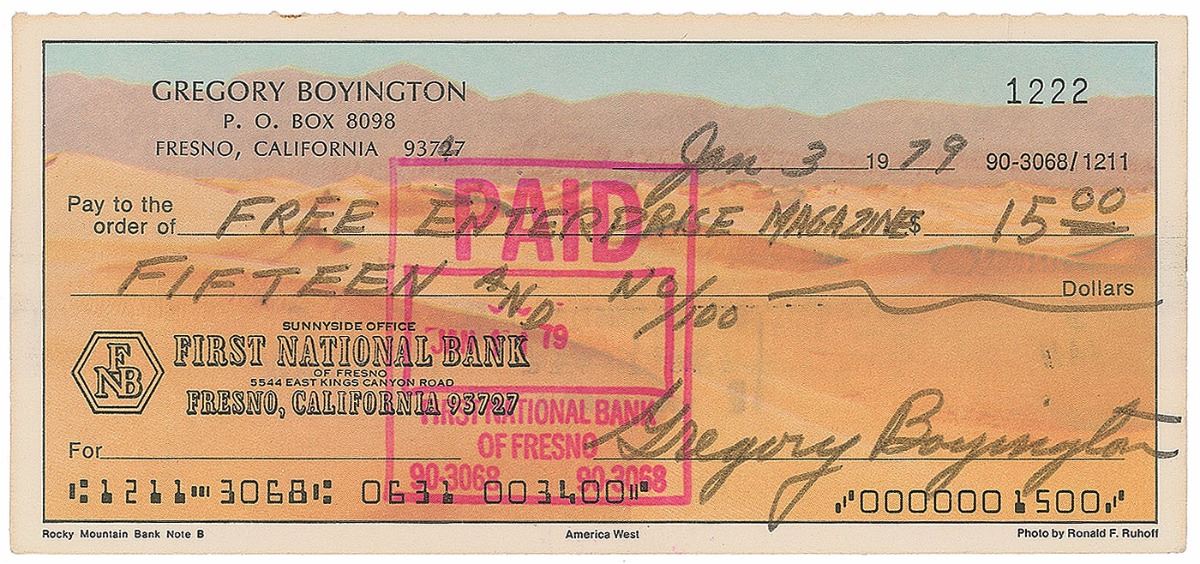 GREGORY BOYINGTON
P. O. BOX 8098
FRESNO, CALIFORNIA 93727
1222
Jan 3 19 79 90-3068/1211
Pay to the order of FREE ENTERPRISE MAGAZINE $ 15 00
FIFTEEN AND NO/100 Dollars
PAID
79
SUNNYSIDE OFFICE
FNB
FIRST NATIONAL BANK
OF FRESNO
5544 EAST KINGS CANYON ROAD
FRESNO, CALIFORNIA 93727
FIRST NATIONAL BANK
OF FRESNO
90-3068 90-3068
For Gregory Boyington
⑆1211⑉3068⑆ 0631 003400⑈ ⑈0000001500⑈
Rocky Mountain Bank Note B America West Photo by Ronald F. Ruhoff